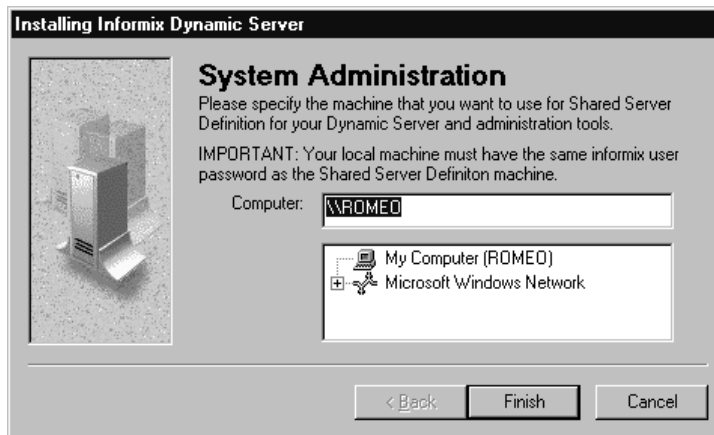 Installing Informix Dynamic Server
System Administration
Please specify the machine that you want to use for Shared Server
Definition for your Dynamic Server and administration tools.
IMPORTANT: Your local machine must have the same informix user
password as the Shared Server Definiton machine.
Computer:
\\ROMEO
My Computer (ROMEO)
Microsoft Windows Network
< Back
Finish
Cancel